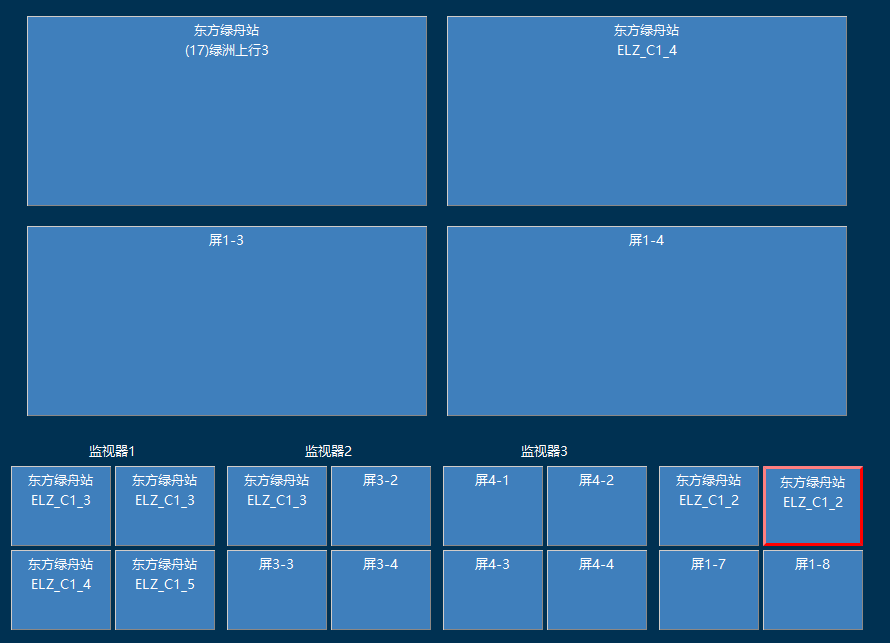 东方绿舟站
(17)绿洲上行3
东方绿舟站
ELZ_C1_4
屏1-3
屏1-4
监视器1
监视器2
监视器3
东方绿舟站
ELZ_C1_3
东方绿舟站
ELZ_C1_3
东方绿舟站
ELZ_C1_3
屏3-2
屏4-1
屏4-2
东方绿舟站
ELZ_C1_2
东方绿舟站
ELZ_C1_2
东方绿舟站
ELZ_C1_4
东方绿舟站
ELZ_C1_5
屏3-3
屏3-4
屏4-3
屏4-4
屏1-7
屏1-8